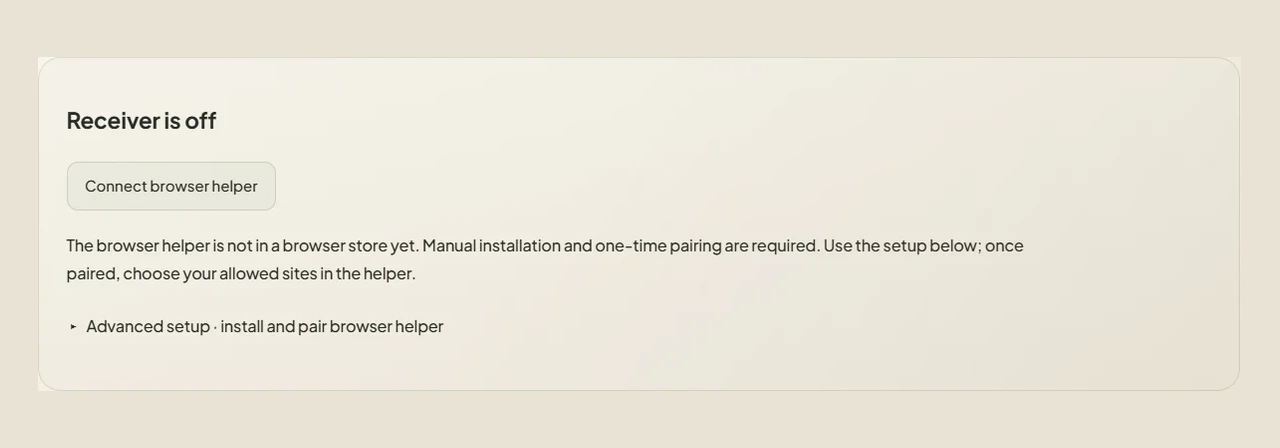 Receiver is off
Connect browser helper
The browser helper is not in a browser store yet. Manual installation and one-time pairing are required. Use the setup below; once
paired, choose your allowed sites in the helper.
Advanced setup · install and pair browser helper